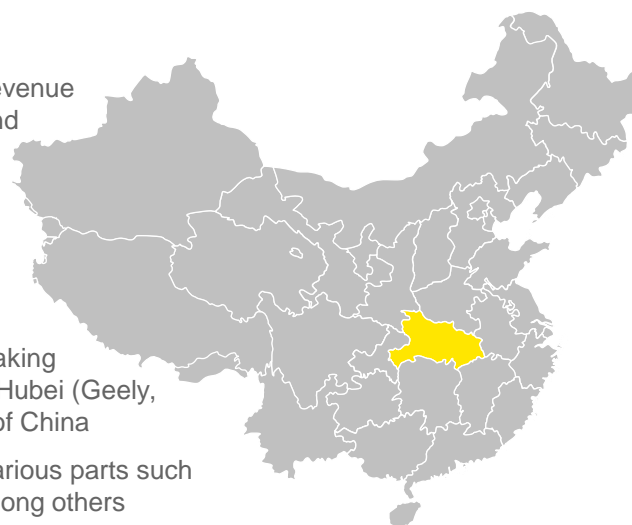 evenue
nd
aking
Hubei (Geely,
of China
arious parts such
ong others